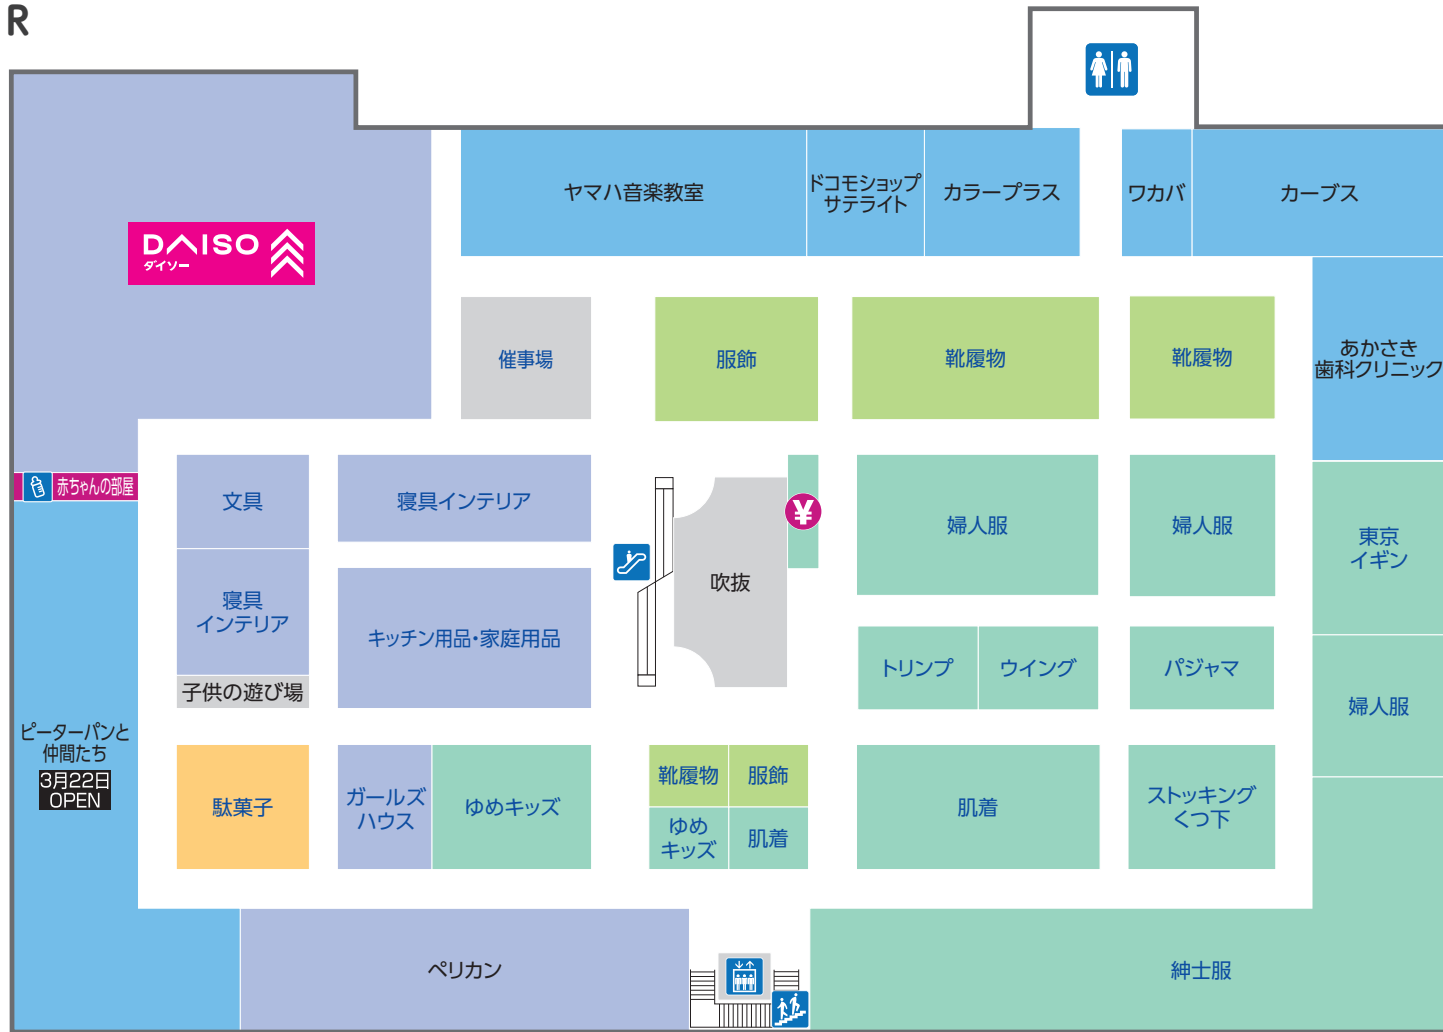 R
ヤマハ音楽教室
ドコモショップ
サテライト
カラープラス
ワカバ
カーブス
DAISO
ダイソー
催事場
服飾
靴履物
靴履物
あかさき
歯科クリニック
赤ちゃんの部屋
文具
寝具インテリア
¥
婦人服
婦人服
東京
イギン
吹抜
寝具
インテリア
キッチン用品・家庭用品
トリンプ
ウイング
パジャマ
子供の遊び場
婦人服
ピーターパンと
仲間たち
3月22日
OPEN
駄菓子
ガールズ
ハウス
ゆめキッズ
靴履物
服飾
ゆめ
キッズ
肌着
肌着
ストッキング
くつ下
ペリカン
紳士服